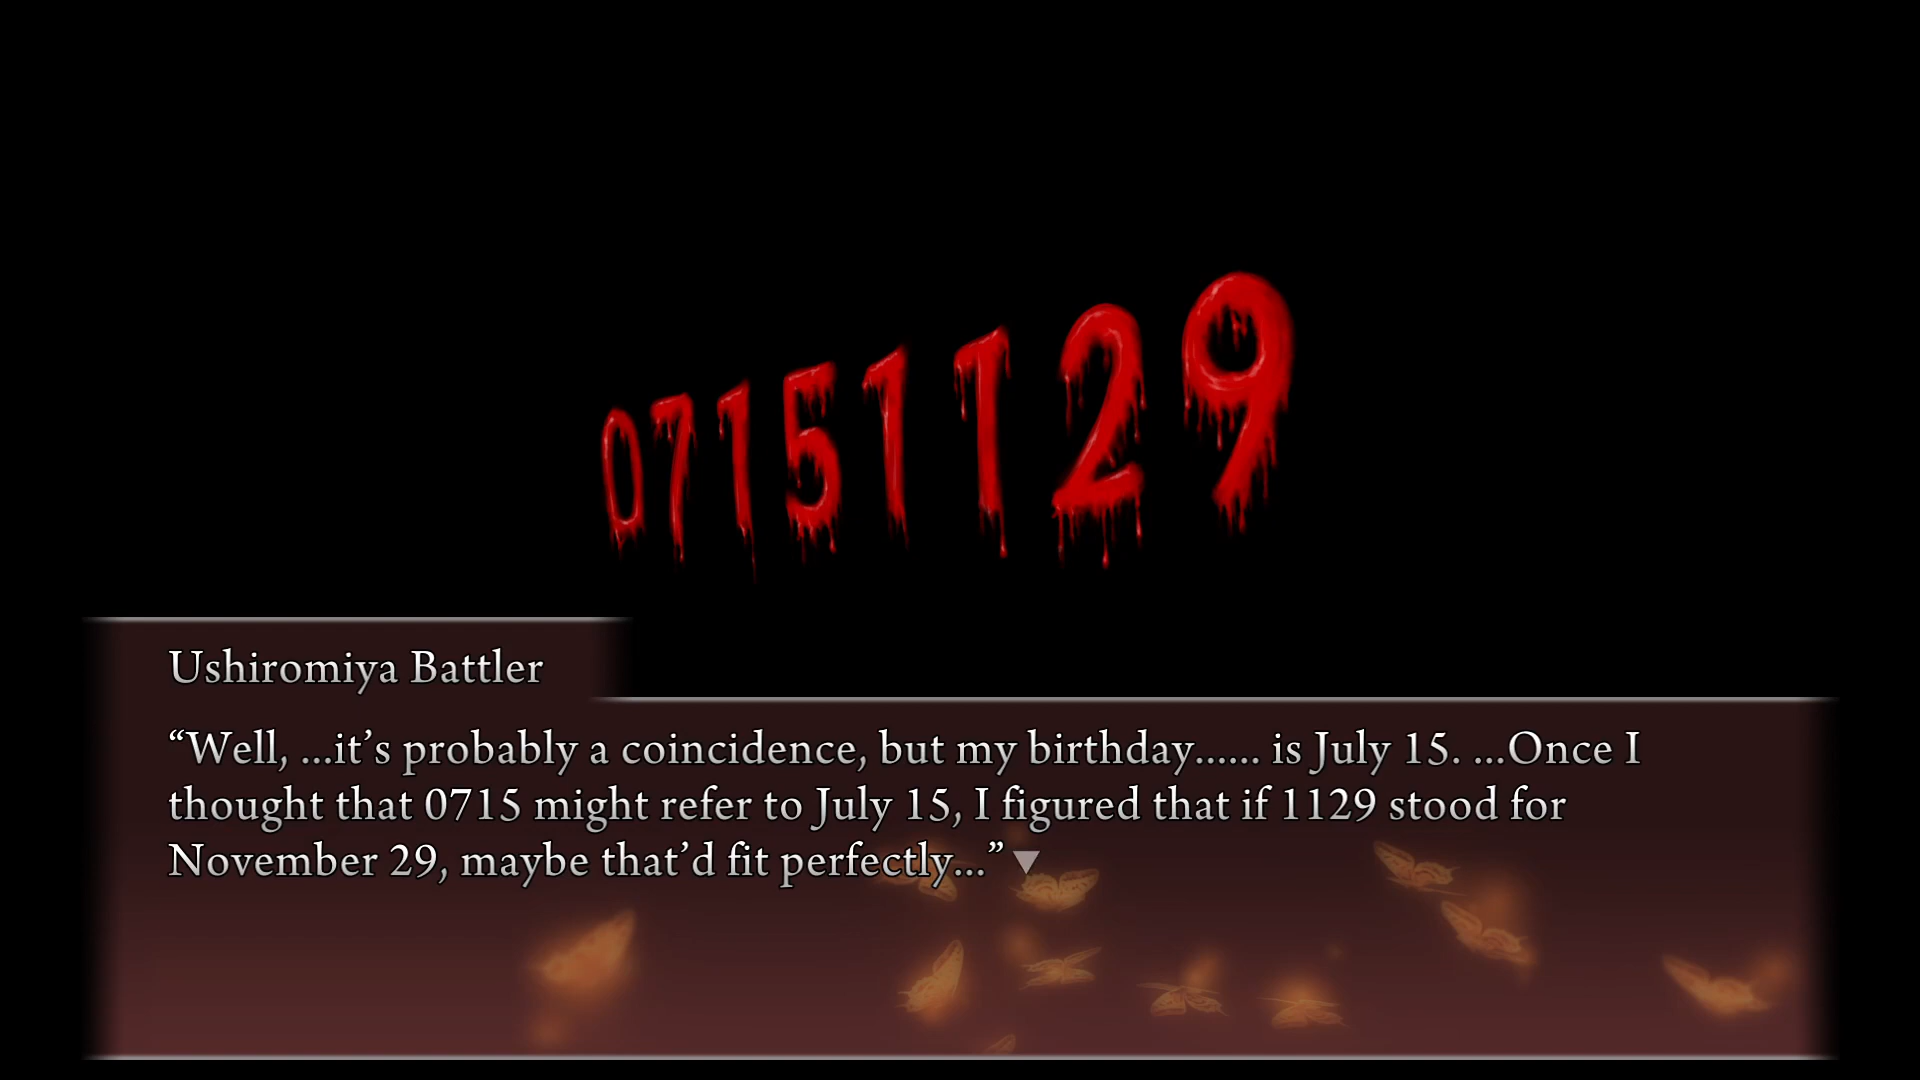 07151129
Ushiromiya Battler
“Well, ...it’s probably a coincidence, but my birthday...... is July 15. ...Once I
thought that 0715 might refer to July 15, I figured that if 1129 stood for
November 29, maybe that’d fit perfectly...”